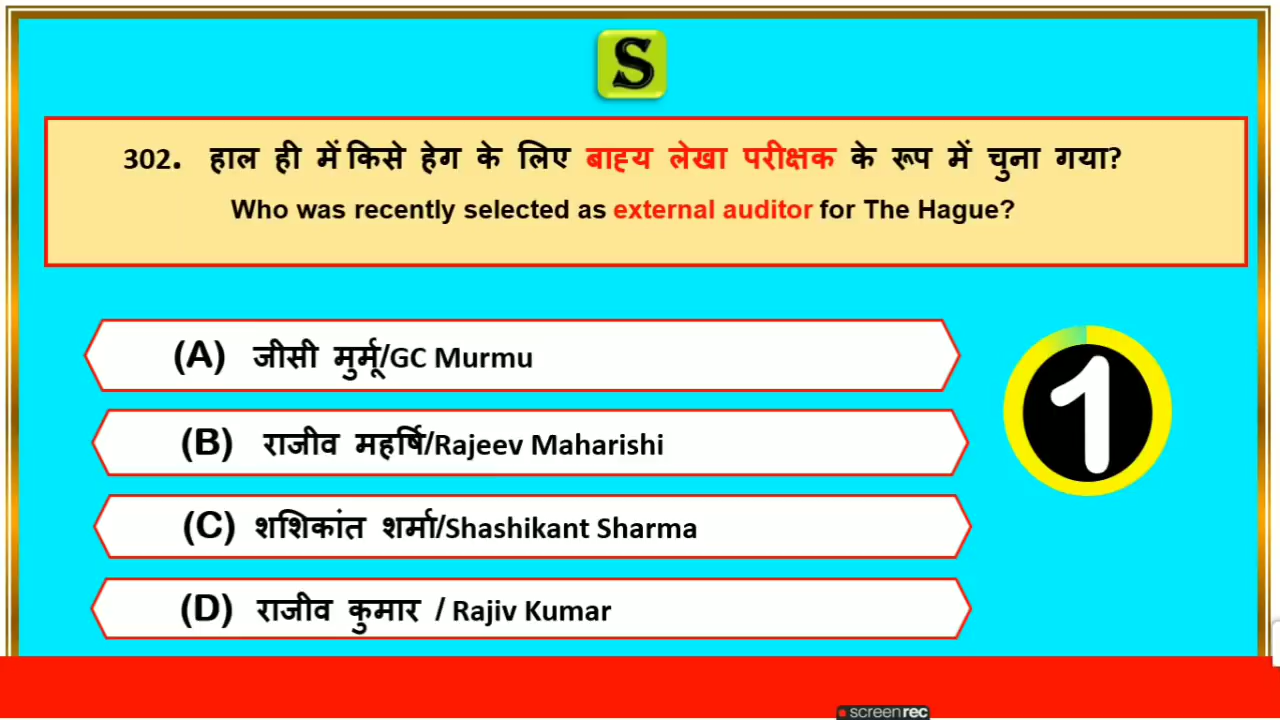 S
302. हाल ही में किसे हेग के लिए बाह्य लेखा परीक्षक के रूप में चुना गया?
Who was recently selected as external auditor for The Hague?
(A) जीसी मुर्मू/GC Murmu
1
(B) राजीव महर्षि/Rajeev Maharishi
(C) शशिकांत शर्मा/Shashikant Sharma
(D) राजीव कुमार / Rajiv Kumar
screenrec